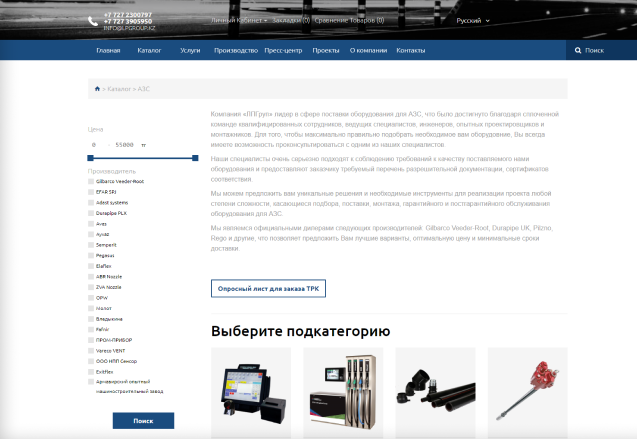 +7 727 2300797
+7 727 3905950
INFO@LPGROUP.KZ
Личный Кабинет
Закладки (0)
Сравнение Товаров (0)
Русский
Главная
Каталог
Услуги
Производство
Пресс-центр
Проекты
О компании
Контакты
Поиск
> Каталог > АЗС
Цена
0 - 55000 тг
Производитель
Gilbarco Veeder-Root
EFAR SRl
Adast systems
Durapipe PLX
Aves
Ayvaz
Semperit
Pegasus
Elaflex
ABR Nozzle
ZVA Nozzle
OPW
Молот
Владыкина
Fafnir
ПРОМ-ПРИБОР
Vareco VENT
ООО НПП Сенсор
Exitflex
Армавирский опытный
машиностроительный завод
Поиск
Компания «ЛПГруп» лидер в сфере поставки оборудования для АЗС, что было достигнуто благодаря сплоченной
команде квалифицированных сотрудников, ведущих специалистов, инженеров, опытных проектировщиков и
монтажников. Для того, чтобы максимально правильно подобрать необходимое вам оборудование, Вы всегда
имеете возможность проконсультироваться с одним из наших специалистов.
Наши специалисты очень серьезно подходят к соблюдению требований к качеству поставляемого нами
оборудования и предоставляют заказчику требуемый перечень разрешительной документации, сертификатов
соответствия.
Мы можем предложить вам уникальные решения и необходимые инструменты для реализации проекта любой
степени сложности, касающиеся подбора, поставки, монтажа, гарантийного и постгарантийного обслуживание
оборудования для АЗС.
Мы являемся официальными дилерами следующих производителей: Gilbarco Veeder-Root, Durapipe UK, Pilzno,
Rego и другие, что позволяет предложить Вам лучшие варианты, оптимальную цену и минимальные сроки
доставки.
Опросный лист для заказа ТРК
Выберите подкатегорию